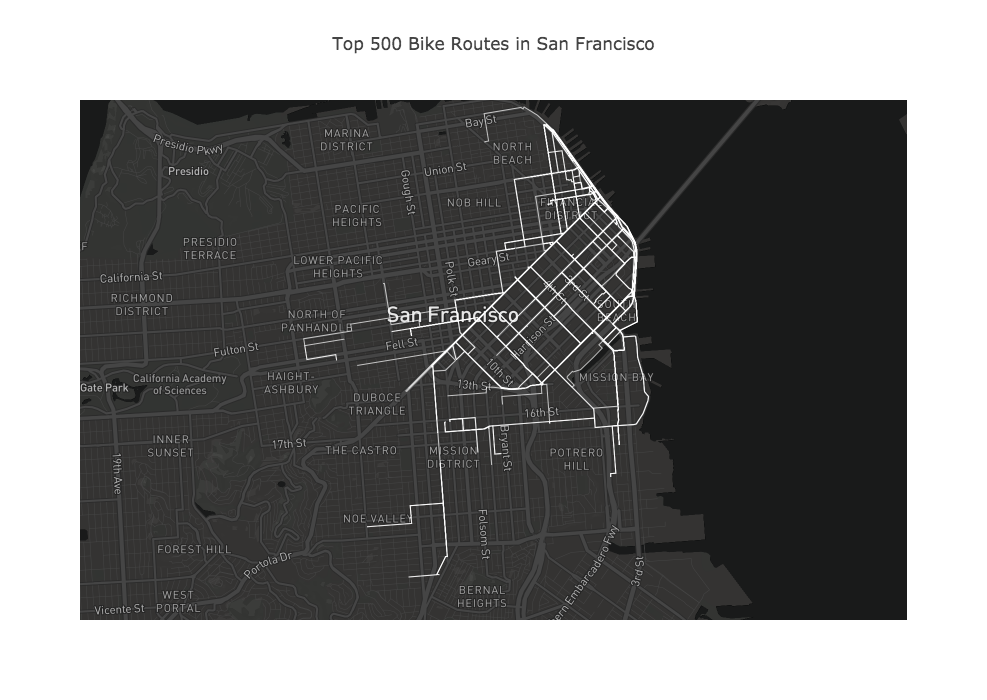 Top 500 Bike Routes in San Francisco
Bay St
MARINA
DISTRICT
Presidio Pkwy
NORTH
BEACH
Presidio
Union St
Gough St
NOB HILL
FINANCIAL
DISTRICT
PACIFIC
HEIGHTS
PRESIDIO
TERRACE
F
Geary St
LOWER PACIFIC
HEIGHTS
Polk St
California St
RICHMOND
DISTRICT
San Francisco
NORTH OF
PANHANDLE
Harrison St
BEACH
Fulton St
Fell St
10th St
MISSION BAY
California Academy
of Sciences
HAIGHT-
ASHBURY
13th St
Gate Park
DUBOCE
TRIANGLE
16th St
INNER
SUNSET
17th St
THE CASTRO
MISSION
DISTRICT
Bryant St
POTRERO
HILL
19th Ave
NOE VALLEY
Folsom St
FOREST HILL
Portola Dr
3rd St
ern Embarcadero Fwy
WEST
PORTAL
BERNAL
HEIGHTS
Vicente St